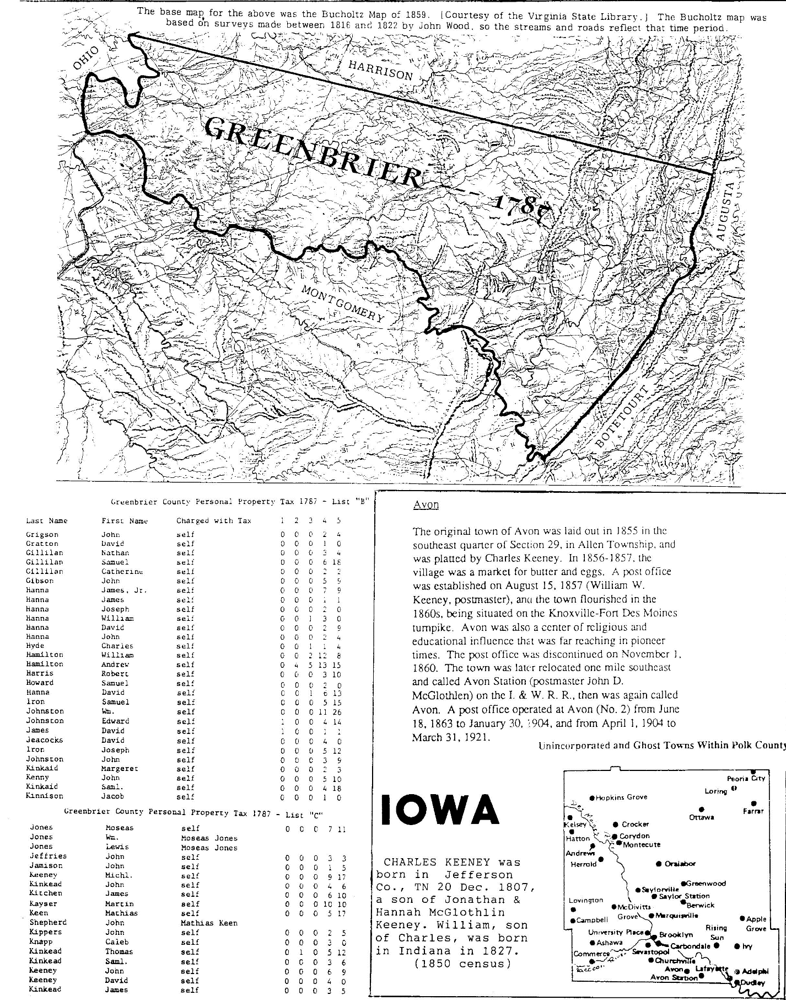 The base map for the above was the Bucholtz Map of 1859. [Courtesy of the Virginia State Library.] The Bucholtz map was
based on surveys made between 1816 and 1822 by John Wood, so the streams and roads reflect that time period.
OHIO
HARRISON
GREENBRIER --- 1787
AUGUSTA
MONTGOMERY
BOTETOURT
Greenbrier County Personal Property Tax 1787 - List "B"
Last Name First Name Charged with Tax 1 2 3 4 5
Grigson John self 0 0 0 2 4
Gratton David self 0 0 0 1 0
Gillilan Nathan self 0 0 0 3 4
Gillilan Samuel self 0 0 0 6 18
Gillilan Catherine self 0 0 0 2 2
Gibson John self 0 0 0 5 9
Hanna James, Jr. self 0 0 0 7 9
Hanna James self 0 0 0 1 1
Hanna Joseph self 0 0 0 2 0
Hanna William self 0 0 1 3 0
Hanna David self 0 0 0 2 9
Hanna John self 0 0 0 2 4
Hyde Charles self 0 0 1 1 4
Hamilton William self 0 0 2 12 8
Hamilton Andrew self 0 4 5 13 15
Harris Robert self 0 0 0 3 10
Howard Samuel self 0 0 0 2 0
Hanna David self 0 0 1 6 13
Iron Samuel self 0 0 0 5 15
Johnston Wm. self 0 0 0 11 26
Johnston Edward self 1 0 0 4 14
James David self 1 0 0 1 1
Jeacocks David self 0 0 0 4 0
Iron Joseph self 0 0 0 5 12
Johnston John self 0 0 0 3 9
Kinkaid Margeret self 0 0 0 2 3
Kenny John self 0 0 0 5 10
Kinkaid Saml. self 0 0 0 4 18
Kinnison Jacob self 0 0 0 1 0
Greenbrier County Personal Property Tax 1787 - List "C"
Jones Moseas self 0 0 0 7 11
Jones Wm. Moseas Jones
Jones Lewis Moseas Jones
Jeffries John self 0 0 0 3 3
Jamison John self 0 0 0 1 5
Keeney Michl. self 0 0 0 9 17
Kinkead John self 0 0 0 4 6
Kitchen James self 0 0 0 6 10
Kayser Martin self 0 0 0 10 10
Keen Mathias self 0 0 0 5 17
Shepherd John Mathias Keen
Kippers John self 0 0 0 2 5
Knapp Caleb self 0 0 0 3 0
Kinkead Thomas self 0 1 0 5 12
Kinkead Saml. self 0 0 0 3 6
Keeney John self 0 0 0 6 9
Keeney David self 0 0 0 4 0
Kinkead James self 0 0 0 3 5
Avon
The original town of Avon was laid out in 1855 in the
southeast quarter of Section 29, in Allen Township, and
was platted by Charles Keeney. In 1856-1857, the
village was a market for butter and eggs. A post office
was established on August 15, 1857 (William W.
Keeney, postmaster), and the town flourished in the
1860s, being situated on the Knoxville-Fort Des Moines
turnpike. Avon was also a center of religious and
educational influence that was far reaching in pioneer
times. The post office was discontinued on November 1,
1860. The town was later relocated one mile southeast
and called Avon Station (postmaster John D.
McGlothlen) on the I. & W. R. R., then was again called
Avon. A post office operated at Avon (No. 2) from June
18, 1863 to January 30, 1904, and from April 1, 1904 to
March 31, 1921.
Unincorporated and Ghost Towns Within Polk County
IOWA
CHARLES KEENEY was
born in Jefferson
Co., TN 20 Dec. 1807,
a son of Jonathan &
Hannah McGlothlin
Keeney. William, son
of Charles, was born
in Indiana in 1827.
(1850 census)
Peoria City
Loring
Hopkins Grove
Farrar
Ottawa
Des Moines
Kelsey
Crocker
Hatton
Corydon
Montecute
Andrews
Herrold
Oralabor
Greenwood
Saylorville
Saylor Station
Lovington
Berwick
McDivitts Grove
Marquisville
Campbell
Apple Grove
University Place
Rising Sun
Brooklyn
Ashawa
Carbondale
Ivy
Commerce
Sevastopol
Raccoon
Churchville
Avon
Lafayette
Adelphi
Avon Station
Dudley